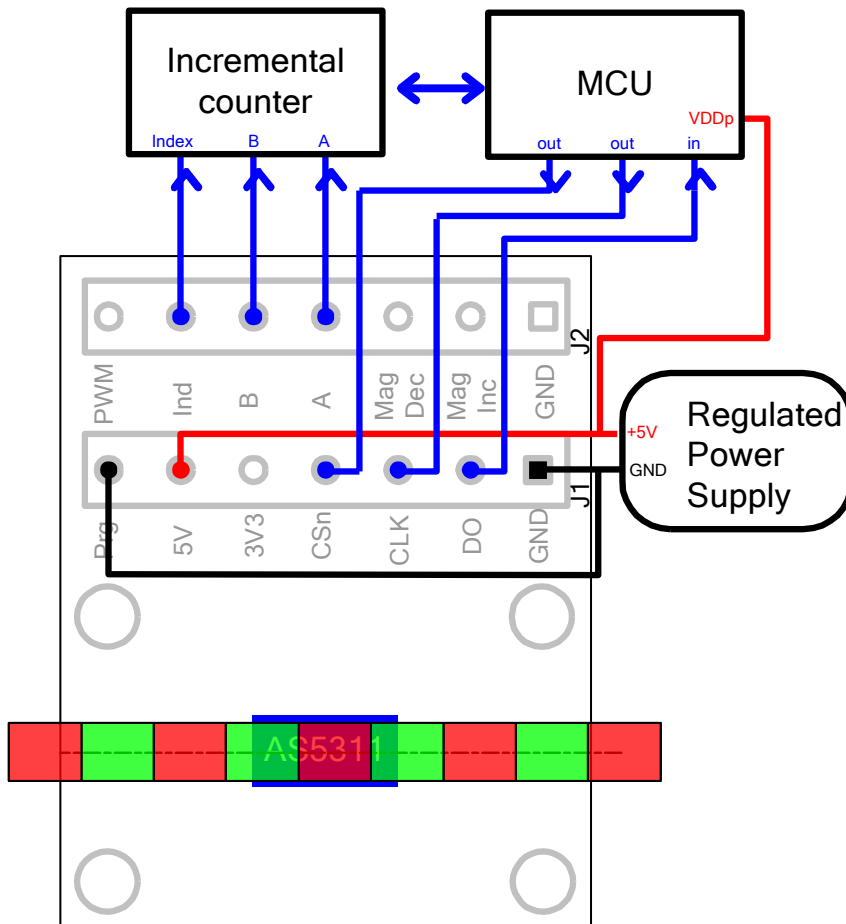 Incremental
counter
Index
B
A
MCU
VDDp
out
out
in
J2
PWM
Ind
B
A
Mag
Dec
Mag
Inc
GND
Regulated
Power
Supply
+5V
GND
J1
Prg
5V
3V3
CSn
CLK
DO
GND
AS5311